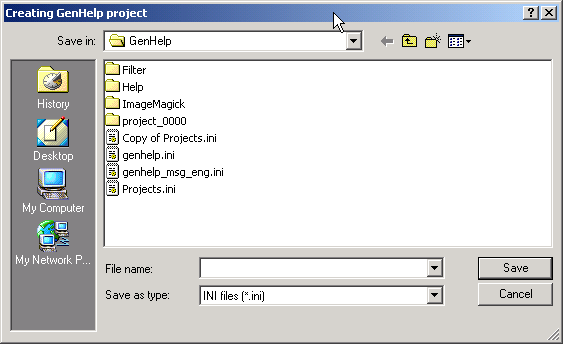 Creating GenHelp project
Save in:
GenHelp
History
Desktop
My Computer
My Network P...
Filter
Help
ImageMagick
project_0000
Copy of Projects.ini
genhelp.ini
genhelp_msg_eng.ini
Projects.ini
File name:
Save
Save as type:
INI files (*.ini)
Cancel